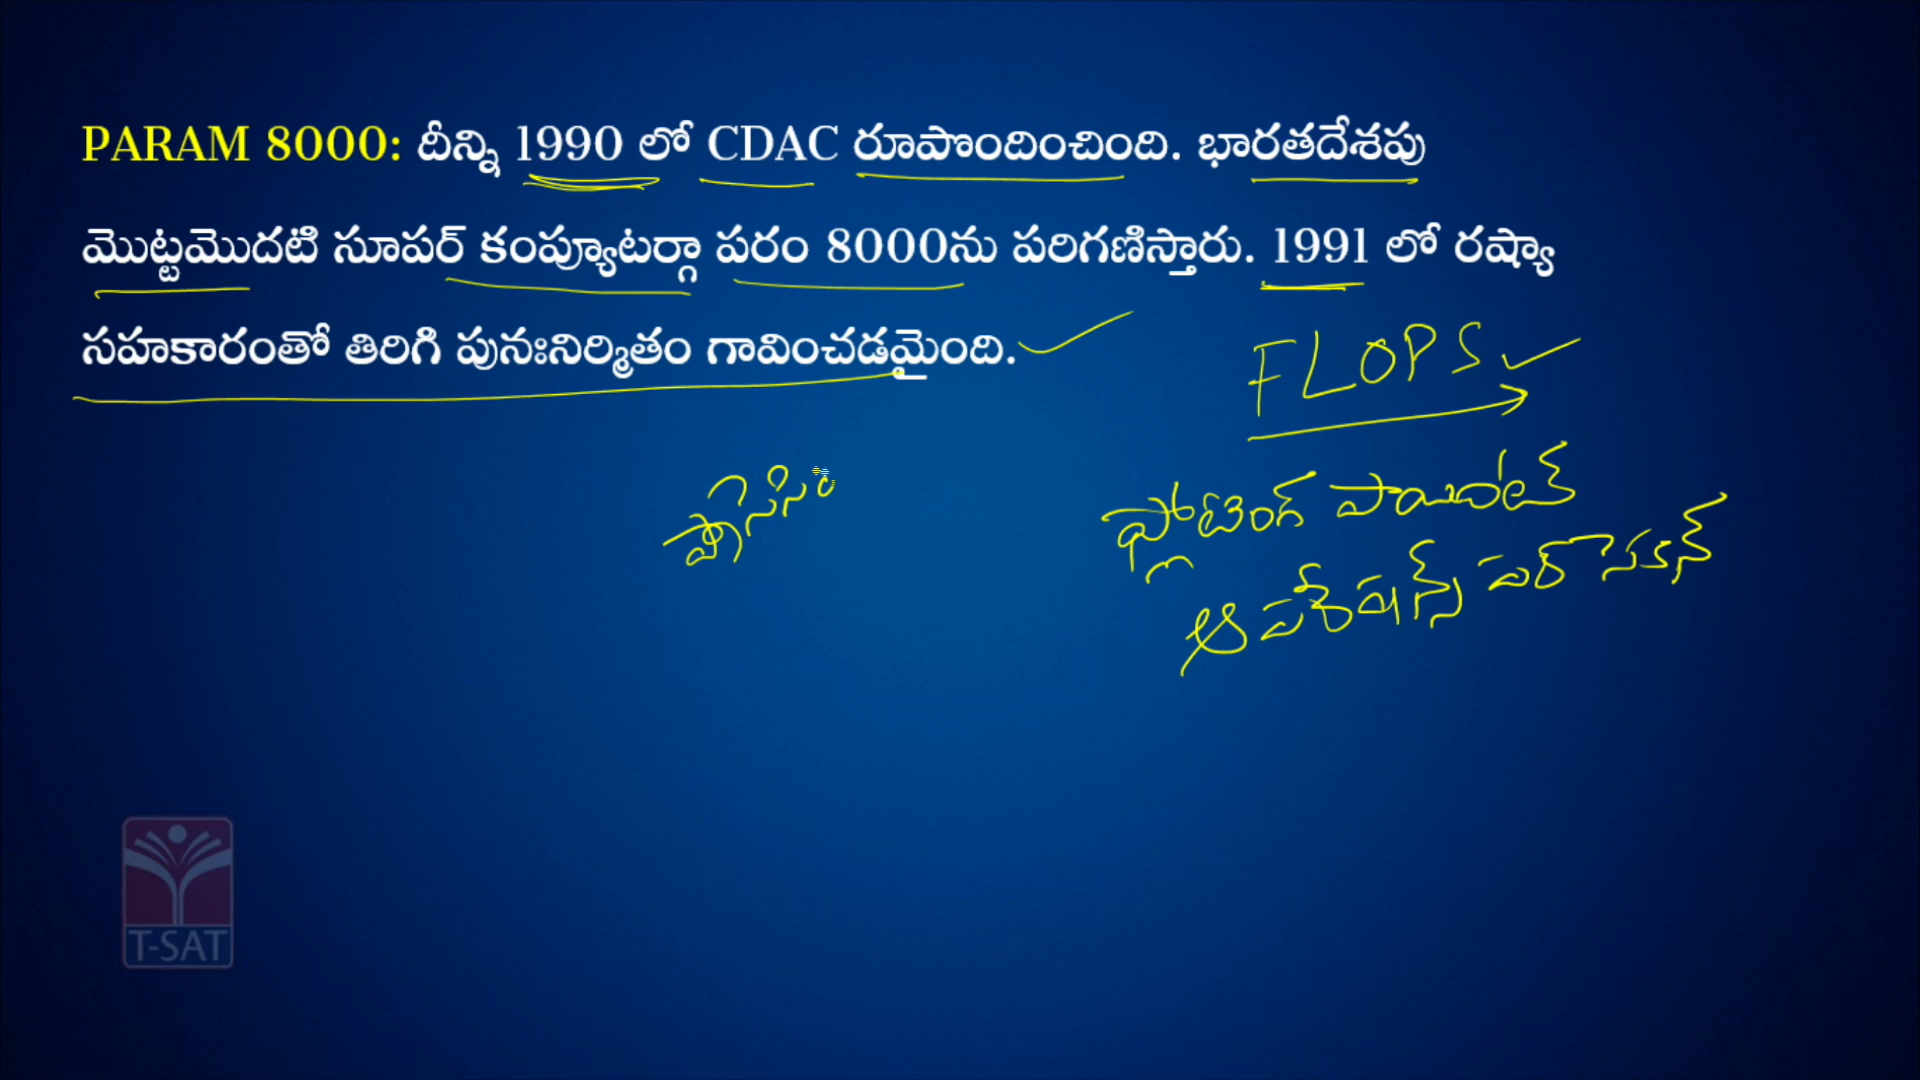 PARAM 8000: దీన్ని 1990 లో CDAC రూపొందించింది. భారతదేశపు
మొట్టమొదటి సూపర్ కంప్యూటర్గా పరం 8000ను పరిగణిస్తారు. 1991 లో రష్యా
సహకారంతో తిరిగి పునఃనిర్మితం గావించడమైంది.
FLOPS
ఫ్లోటింగ్ పాయింట్
ఆపరేషన్స్ పర్ సెకన్
ప్రాసెసిం
T-SAT